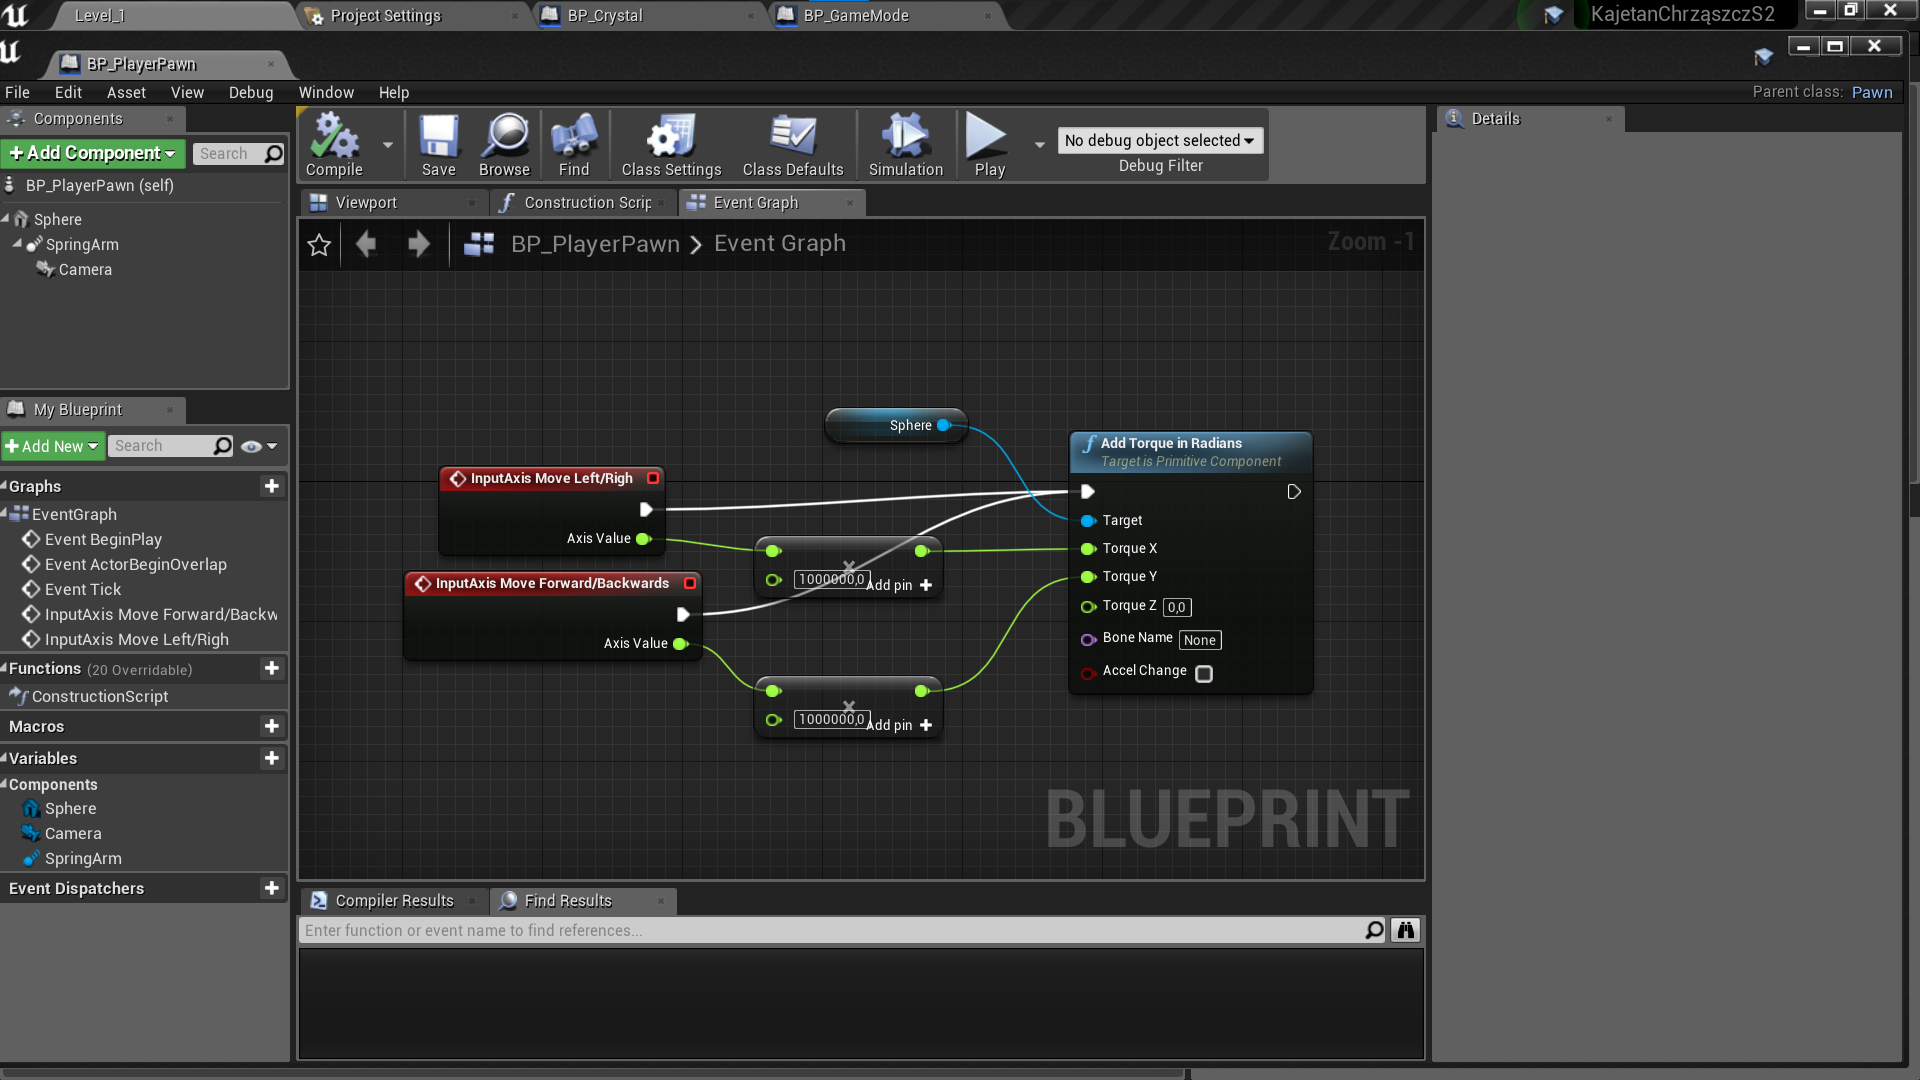 Level_1
Project Settings
BP_Crystal
BP_GameMode
KajetanChrząszczS2
BP_PlayerPawn
File Edit Asset View Debug Window Help
Parent class: Pawn
Components
+ Add Component
Search
BP_PlayerPawn (self)
Sphere
SpringArm
Camera
Compile
Save
Browse
Find
Class Settings
Class Defaults
Simulation
Play
No debug object selected
Debug Filter
Details
Viewport
Construction Scrip
Event Graph
BP_PlayerPawn > Event Graph
Zoom -1
My Blueprint
+ Add New
Search
Graphs
EventGraph
Event BeginPlay
Event ActorBeginOverlap
Event Tick
InputAxis Move Forward/Backw
InputAxis Move Left/Righ
Functions (20 Overridable)
ConstructionScript
Macros
Variables
Components
Sphere
Camera
SpringArm
Event Dispatchers
Sphere
InputAxis Move Left/Righ
Axis Value
InputAxis Move Forward/Backwards
Axis Value
1000000,0
Add pin +
1000000,0
Add pin +
Add Torque in Radians
Target is Primitive Component
Target
Torque X
Torque Y
Torque Z 0,0
Bone Name None
Accel Change
BLUEPRINT
Compiler Results
Find Results
Enter function or event name to find references...